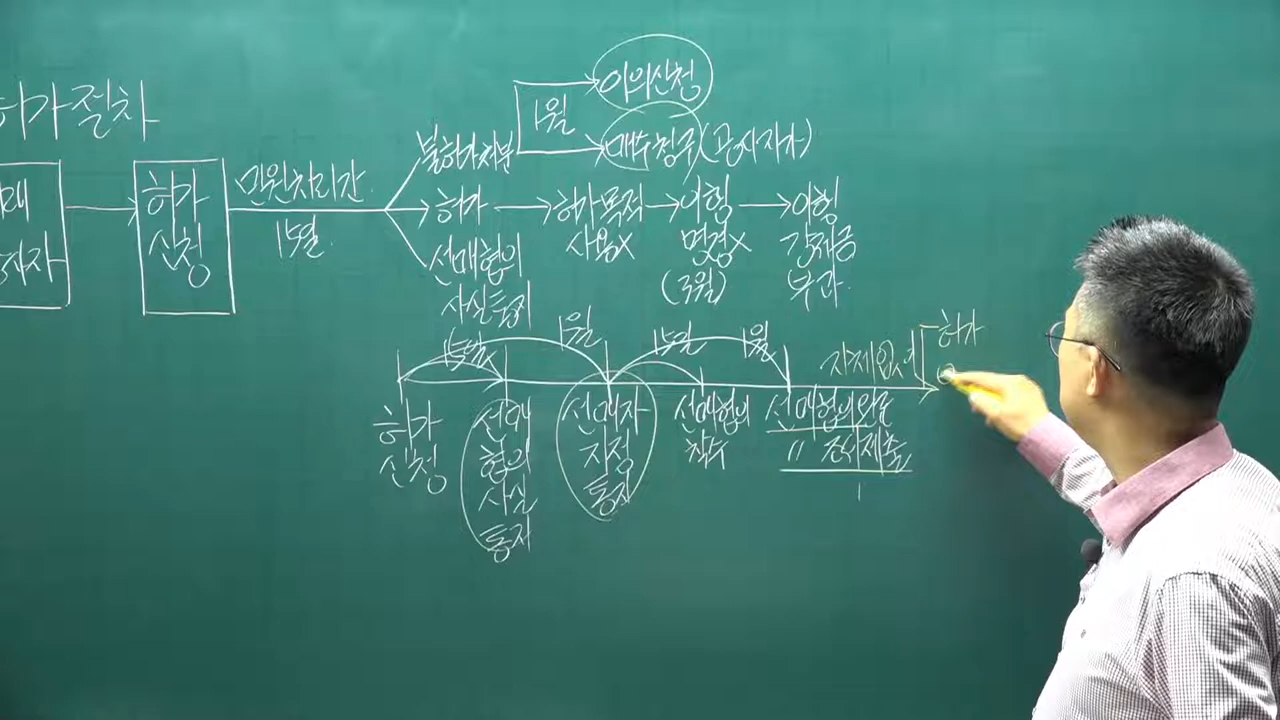 허가절차
허가
신청
민원처리기간
15일
불허가처분
1월
이의신청
매수청구(공시지가)
허가
허가목적
사용X
이행
명령X
(3월)
이행
강제금
부과
선매협의
사실통지
15일
1월
15일
1월
지체없이
허가
허가
신청
선매
협의
사실
통지
선매자
지정
통지
선매협의
착수
선매협의완료
〃 조서제출